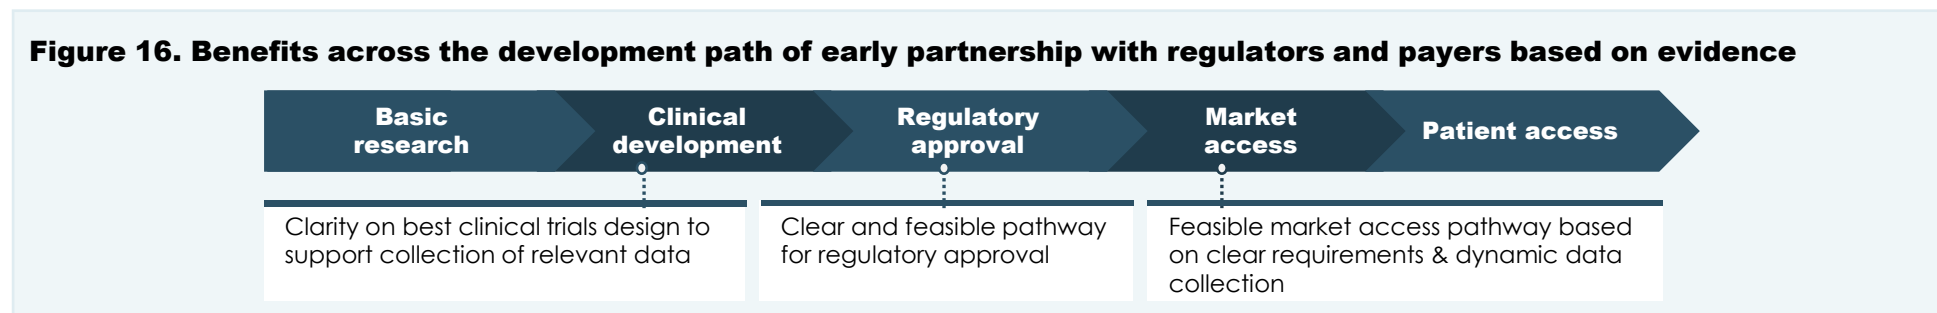 Figure 16. Benefits across the development path of early partnership with regulators and payers based on evidence
Basic
research
Clinical
development
Regulatory
approval
Market
access
Patient access
Clarity on best clinical trials design to
support collection of relevant data
Clear and feasible pathway
for regulatory approval
Feasible market access pathway based
on clear requirements & dynamic data
collection